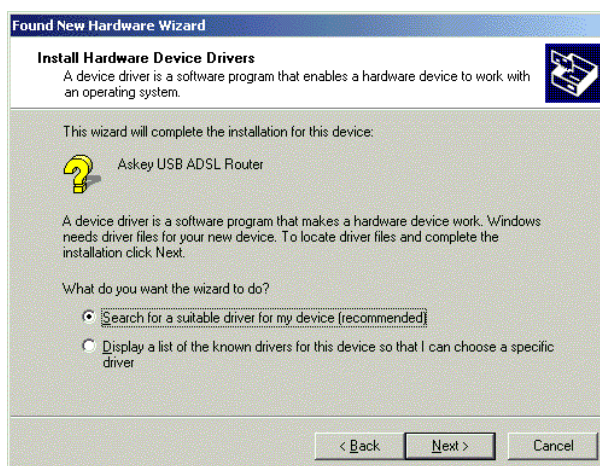 Found New Hardware Wizard
Install Hardware Device Drivers
A device driver is a software program that enables a hardware device to work with
an operating system.
This wizard will complete the installation for this device:
Askey USB ADSL Router
A device driver is a software program that makes a hardware device work. Windows
needs driver files for your new device. To locate driver files and complete the
installation click Next.
What do you want the wizard to do?
Search for a suitable driver for my device (recommended)
Display a list of the known drivers for this device so that I can choose a specific
driver
< Back Next > Cancel